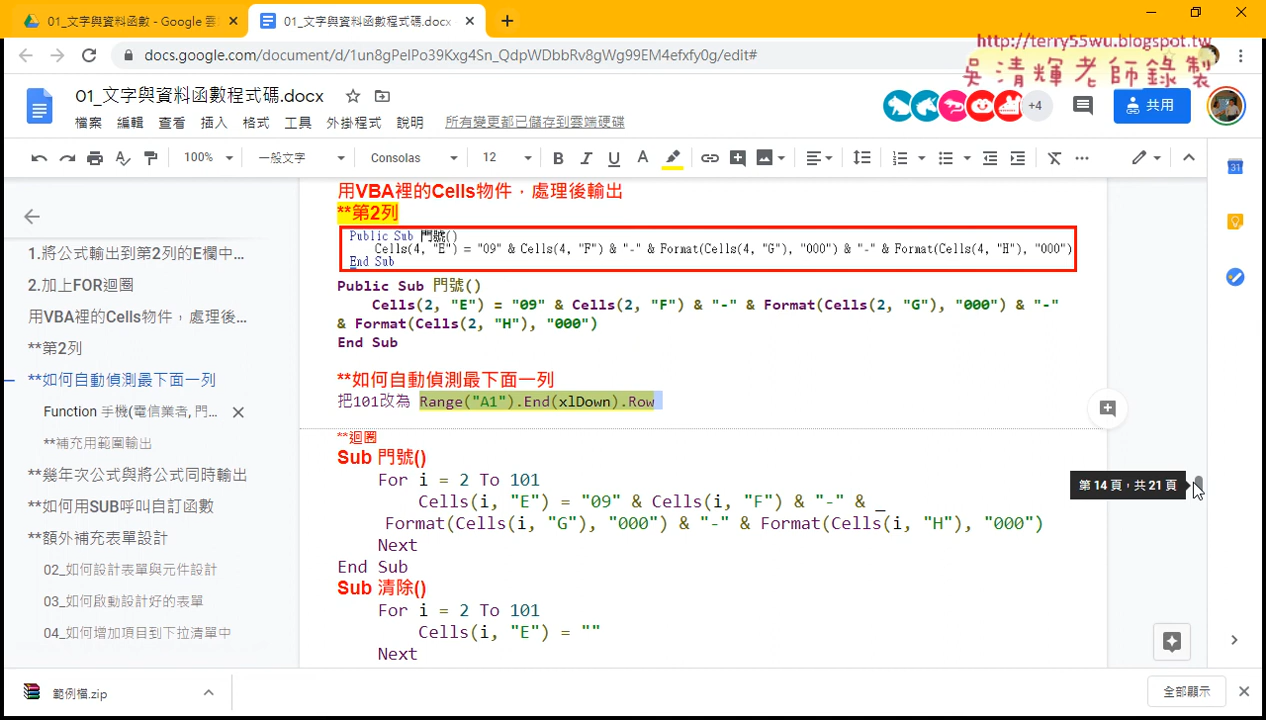 01_文字與資料函數 - Google 雲
01_文字與資料函數程式碼.docx
docs.google.com/document/d/1un8gPelPo39Kxg4Sn_QdpWDbbRv8gWg99EM4efxfy0g/edit#
http://terry55wu.blogspot.tw
吳清輝老師錄製
01_文字與資料函數程式碼.docx
檔案 編輯 查看 插入 格式 工具 外掛程式 說明 所有變更都已儲存到雲端硬碟
+4
共用
100% 一般文字 Consolas 12 B I U A
31
1.將公式輸出到第2列的E欄中...
2.加上FOR迴圈
用VBA裡的Cells物件，處理後...
**第2列
**如何自動偵測最下面一列
Function 手機(電信業者, 門...
**補充用範圍輸出
**幾年次公式與將公式同時輸出
**如何用SUB呼叫自訂函數
**額外補充表單設計
02_如何設計表單與元件設計
03_如何啟動設計好的表單
04_如何增加項目到下拉清單中
用VBA裡的Cells物件，處理後輸出
**第2列
Public Sub 門號()
Cells(4, "E") = "09" & Cells(4, "F") & "-" & Format(Cells(4, "G"), "000") & "-" & Format(Cells(4, "H"), "000")
End Sub
Public Sub 門號()
Cells(2, "E") = "09" & Cells(2, "F") & "-" & Format(Cells(2, "G"), "000") & "-"
& Format(Cells(2, "H"), "000")
End Sub
**如何自動偵測最下面一列
把101改為 Range("A1").End(xlDown).Row
**迴圈
Sub 門號()
For i = 2 To 101
Cells(i, "E") = "09" & Cells(i, "F") & "-" & _
Format(Cells(i, "G"), "000") & "-" & Format(Cells(i, "H"), "000")
Next
End Sub
Sub 清除()
For i = 2 To 101
Cells(i, "E") = ""
Next
第 14 頁，共 21 頁
範例檔.zip
全部顯示